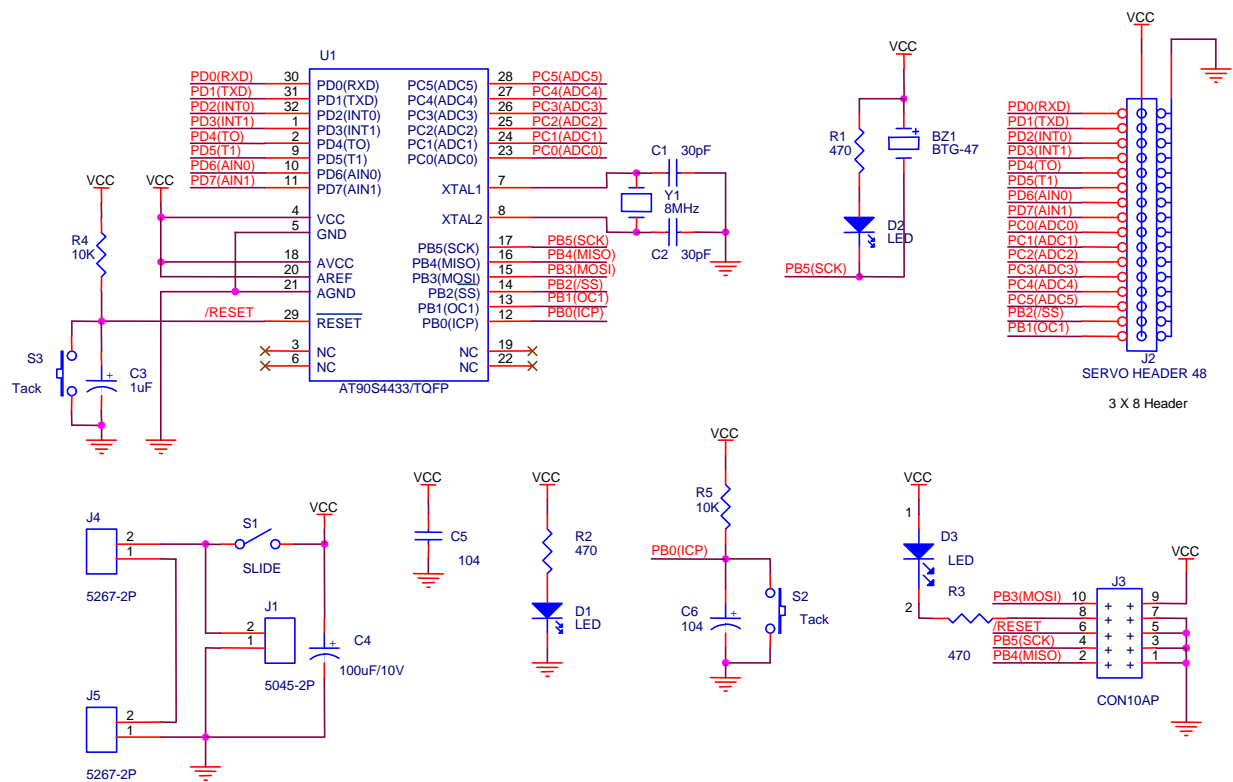 U1
PD0(RXD) 30 PD0(RXD) PC5(ADC5) 28 PC5(ADC5)
PD1(TXD) 31 PD1(TXD) PC4(ADC4) 27 PC4(ADC4)
PD2(INT0) 32 PD2(INT0) PC3(ADC3) 26 PC3(ADC3)
PD3(INT1) 1 PD3(INT1) PC2(ADC2) 25 PC2(ADC2)
PD4(TO) 2 PD4(TO) PC1(ADC1) 24 PC1(ADC1)
PD5(T1) 9 PD5(T1) PC0(ADC0) 23 PC0(ADC0)
PD6(AIN0) 10 PD6(AIN0)
PD7(AIN1) 11 PD7(AIN1)
XTAL1 7
VCC VCC
4 VCC
XTAL2 8
5 GND
PB5(SCK) 17 PB5(SCK)
18 AVCC PB4(MISO) 16 PB4(MISO)
20 AREF PB3(MOSI) 15 PB3(MOSI)
21 AGND PB2(SS) 14 PB2(/SS)
PB1(OC1) 13 PB1(OC1)
/RESET 29 RESET PB0(ICP) 12 PB0(ICP)
3 NC NC 19
6 NC NC 22
AT90S4433/TQFP
R4
10K
S3
Tack
C3
1uF
C1 30pF
Y1
8MHz
C2 30pF
VCC
R1
470
BZ1
BTG-47
+
D2
LED
PB5(SCK)
VCC
PD0(RXD)
PD1(TXD)
PD2(INT0)
PD3(INT1)
PD4(TO)
PD5(T1)
PD6(AIN0)
PD7(AIN1)
PC0(ADC0)
PC1(ADC1)
PC2(ADC2)
PC3(ADC3)
PC4(ADC4)
PC5(ADC5)
PB2(/SS)
PB1(OC1)
J2
SERVO HEADER 48
3 X 8 Header
J4
2
1
5267-2P
S1
SLIDE
VCC
J1
2
1
5045-2P
C4
+
100uF/10V
J5
2
1
5267-2P
VCC
C5
104
VCC
R2
470
D1
LED
VCC
R5
10K
PB0(ICP)
C6
104
+
S2
Tack
VCC
1
D3
LED
2
R3
470
VCC
J3
PB3(MOSI) 10 9
8 7
/RESET 6 5
PB5(SCK) 4 3
PB4(MISO) 2 1
CON10AP